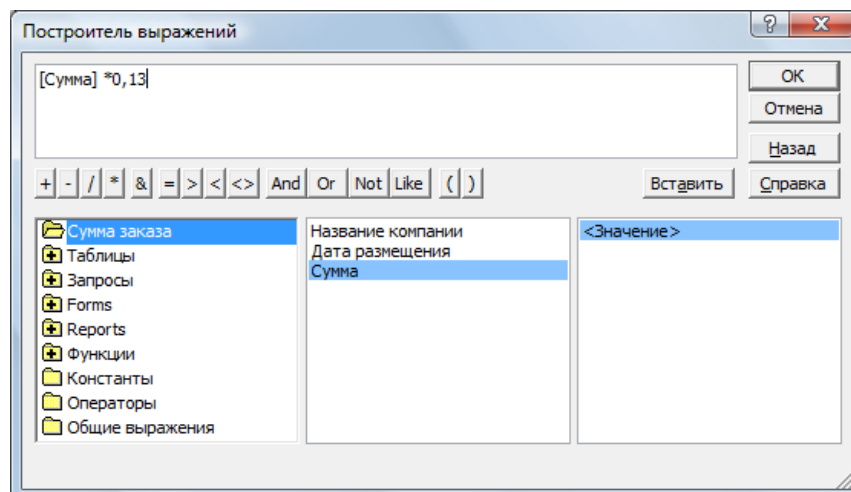 Построитель выражений
?
X
[Сумма] *0,13
ОК
Отмена
Назад
+ - / * & = > < <> And Or Not Like ( ) Вставить Справка
Сумма заказа
Таблицы
Запросы
Forms
Reports
Функции
Константы
Операторы
Общие выражения
Название компании
Дата размещения
Сумма
<Значение>